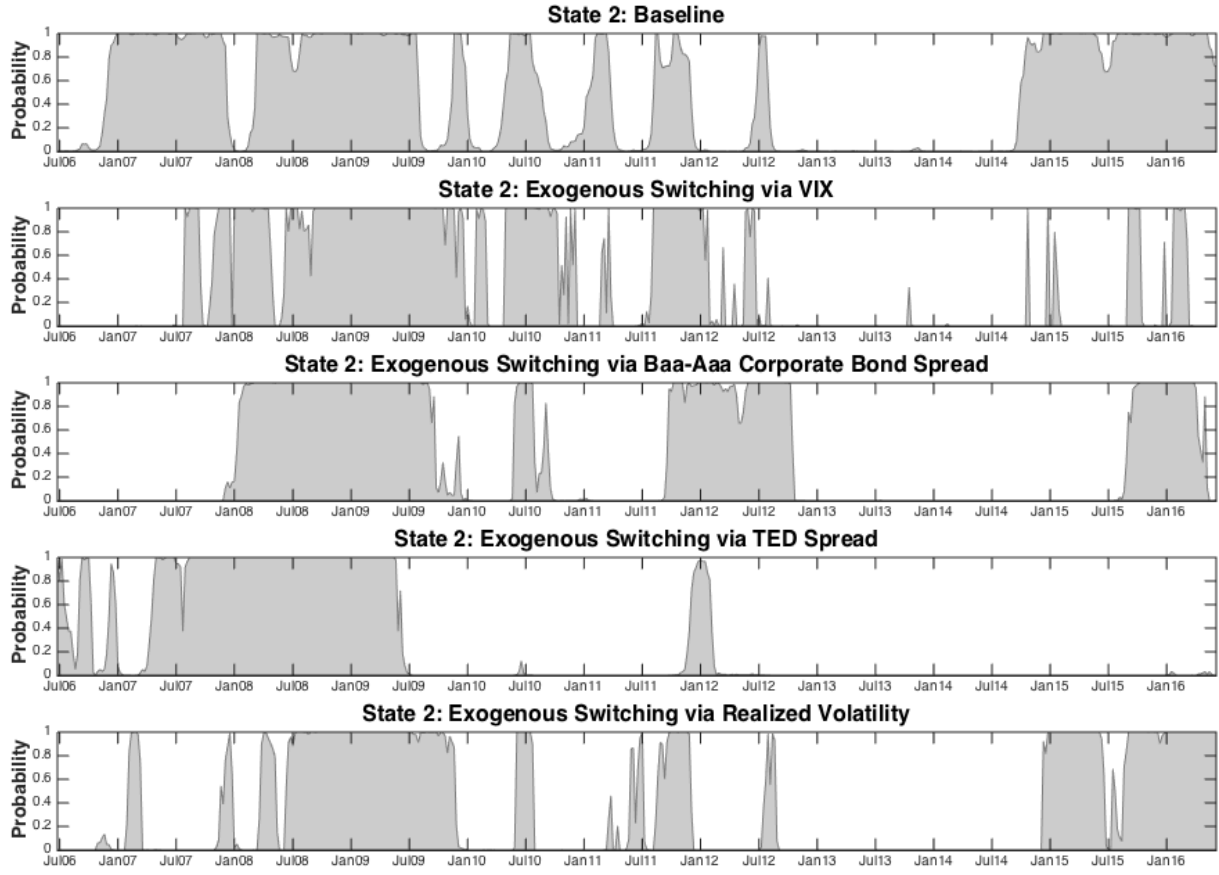 State 2: Baseline
Probability
1
0.8
0.6
0.4
0.2
0
Jul06 Jan07 Jul07 Jan08 Jul08 Jan09 Jul09 Jan10 Jul10 Jan11 Jul11 Jan12 Jul12 Jan13 Jul13 Jan14 Jul14 Jan15 Jul15 Jan16
State 2: Exogenous Switching via VIX
Probability
1
0.8
0.6
0.4
0.2
0
Jul06 Jan07 Jul07 Jan08 Jul08 Jan09 Jul09 Jan10 Jul10 Jan11 Jul11 Jan12 Jul12 Jan13 Jul13 Jan14 Jul14 Jan15 Jul15 Jan16
State 2: Exogenous Switching via Baa-Aaa Corporate Bond Spread
Probability
1
0.8
0.6
0.4
0.2
0
Jul06 Jan07 Jul07 Jan08 Jul08 Jan09 Jul09 Jan10 Jul10 Jan11 Jul11 Jan12 Jul12 Jan13 Jul13 Jan14 Jul14 Jan15 Jul15 Jan16
State 2: Exogenous Switching via TED Spread
Probability
1
0.8
0.6
0.4
0.2
0
Jul06 Jan07 Jul07 Jan08 Jul08 Jan09 Jul09 Jan10 Jul10 Jan11 Jul11 Jan12 Jul12 Jan13 Jul13 Jan14 Jul14 Jan15 Jul15 Jan16
State 2: Exogenous Switching via Realized Volatility
Probability
1
0.8
0.6
0.4
0.2
0
Jul06 Jan07 Jul07 Jan08 Jul08 Jan09 Jul09 Jan10 Jul10 Jan11 Jul11 Jan12 Jul12 Jan13 Jul13 Jan14 Jul14 Jan15 Jul15 Jan16